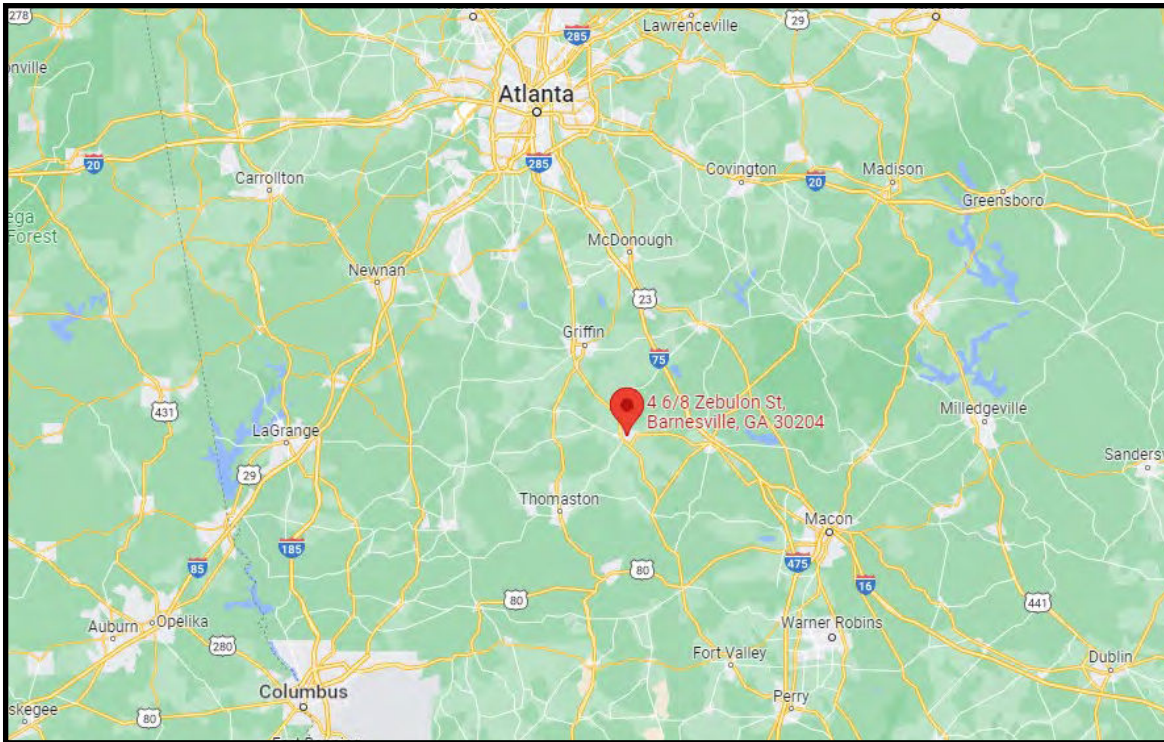 278
Lawrenceville
29
285
onville
Atlanta
285
20
Carrollton
Covington
20
Madison
Greensboro
ega
Forest
McDonough
Newnan
23
Griffin
75
4 6/8 Zebulon St,
Barnesville, GA 30204
431
Milledgeville
LaGrange
Sandersv
29
Thomaston
Macon
185
475
85
80
16
80
441
Auburn
Opelika
Warner Robins
280
Fort Valley
Dublin
Columbus
Perry
skegee
80